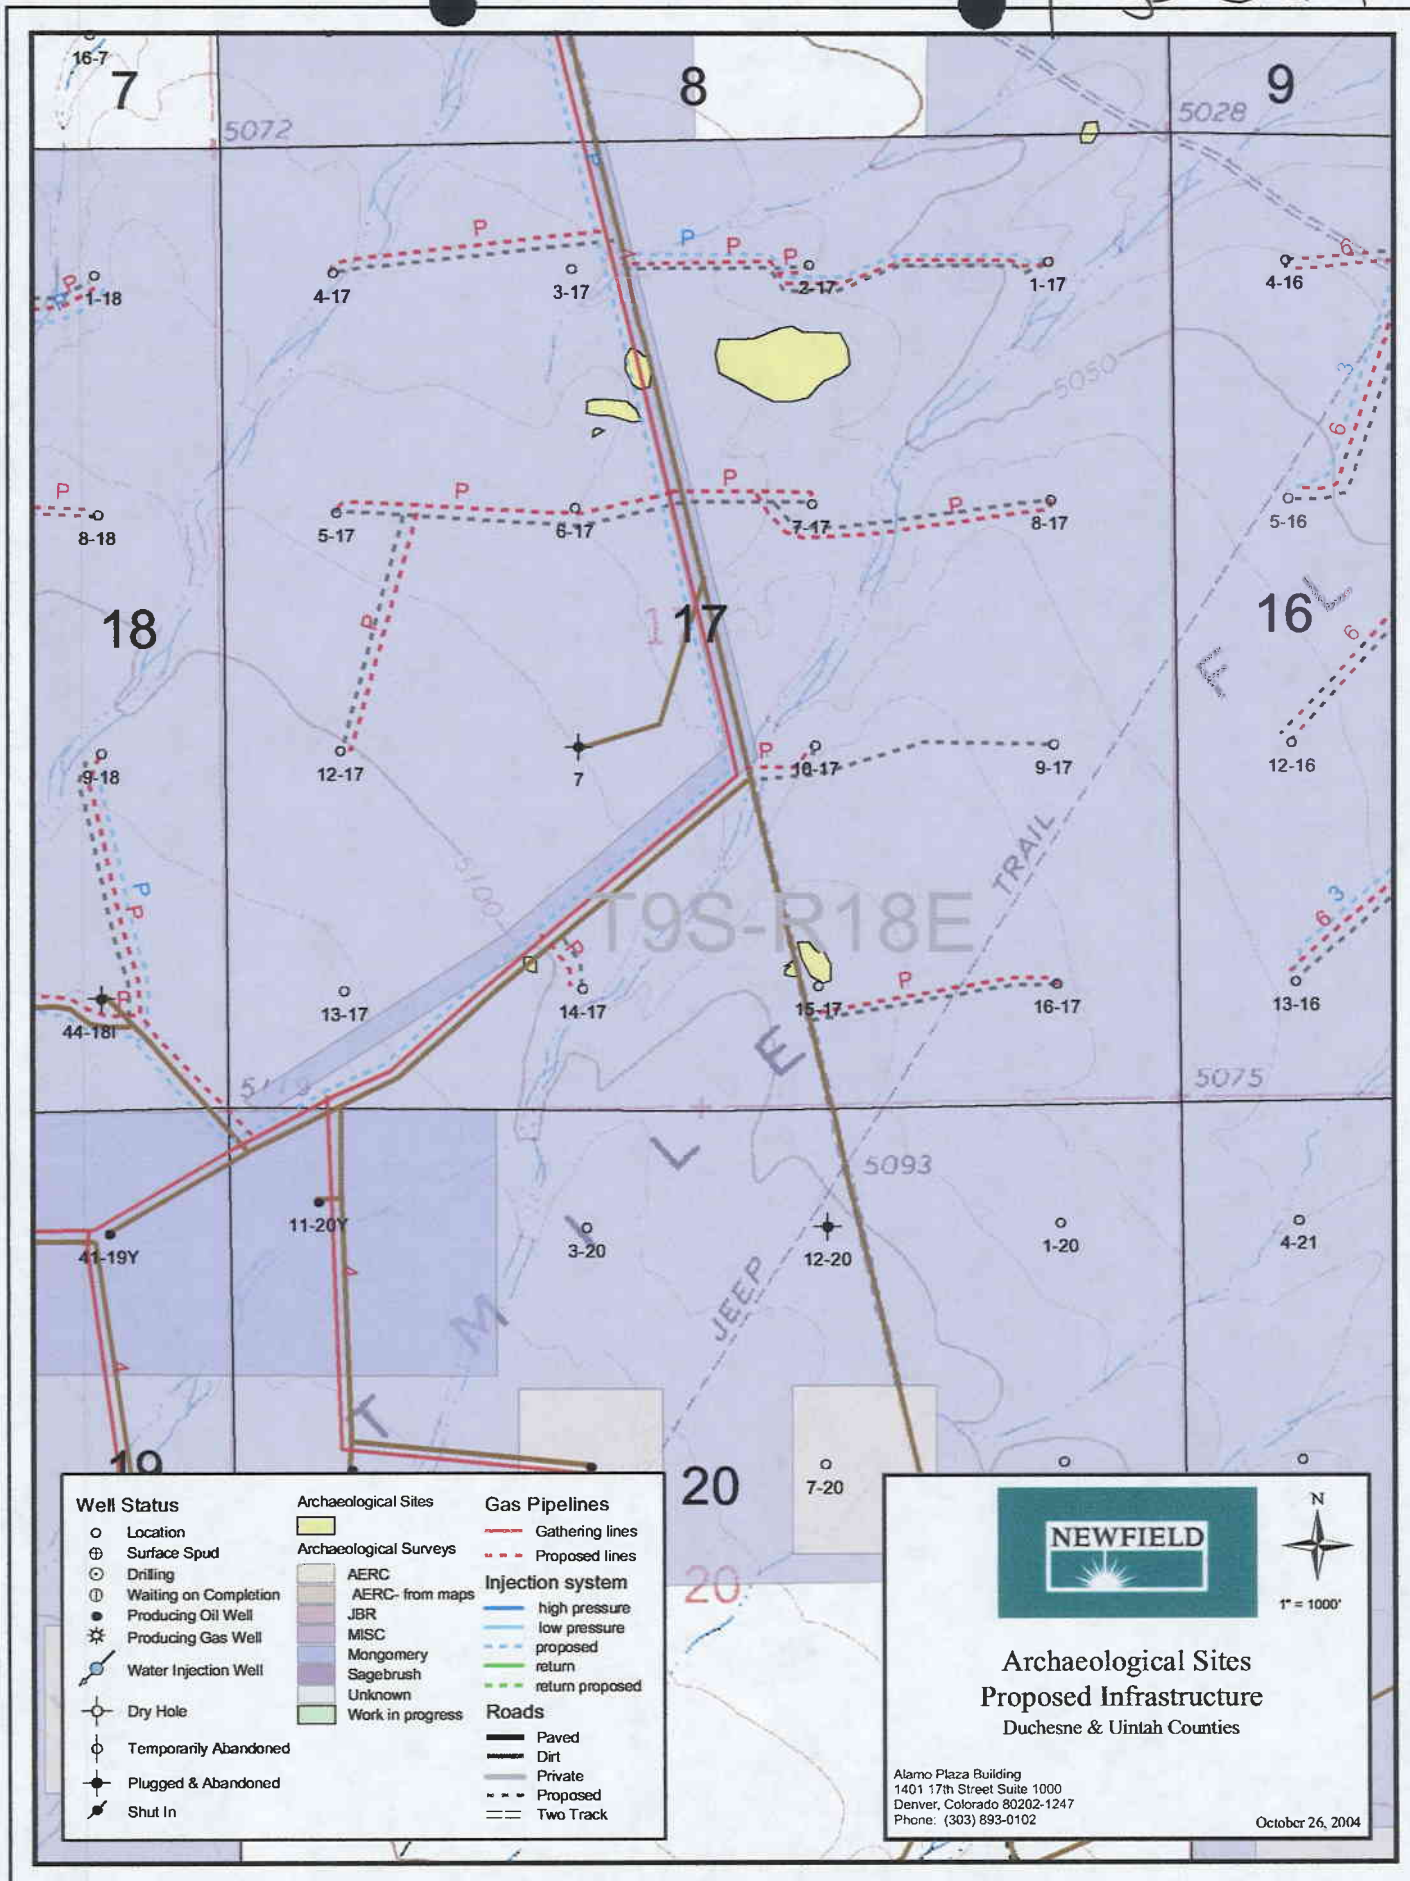 16-7
7
8
9
5072
5028
P
P
P
P
P
6
P
P
1-18
4-17
3-17
2-17
1-17
4-16
5050
3
6
P
P
P
P
8-18
5-17
6-17
7-17
8-17
5-16
18
P
1
17
16
L
6
F
9-18
12-17
7
P
10-17
9-17
12-16
TRAIL
5100
P
P
T9S-R18E
3
6
P
P
P
44-18I
13-17
14-17
15-17
16-17
13-16
E
5075
L
5093
11-20Y
41-19Y
3-20
12-20
1-20
4-21
JEEP
M
T
19
20
7-20
20
Well Status
Location
Surface Spud
Drilling
Waiting on Completion
Producing Oil Well
Producing Gas Well
Water Injection Well
Dry Hole
Temporarily Abandoned
Plugged & Abandoned
Shut In
Archaeological Sites
Archaeological Surveys
AERC
AERC- from maps
JBR
MISC
Mongomery
Sagebrush
Unknown
Work in progress
Gas Pipelines
Gathering lines
Proposed lines
Injection system
high pressure
low pressure
proposed
return
return proposed
Roads
Paved
Dirt
Private
Proposed
Two Track
NEWFIELD
N
1" = 1000'
Archaeological Sites
Proposed Infrastructure
Duchesne & Uintah Counties
Alamo Plaza Building
1401 17th Street Suite 1000
Denver, Colorado 80202-1247
Phone: (303) 893-0102
October 26, 2004